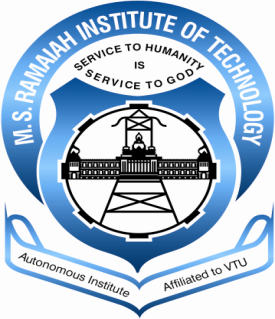 M. S. RAMAIAH INSTITUTE OF TECHNOLOGY
SERVICE TO HUMANITY
IS
SERVICE TO GOD
Autonomous Institute
Affiliated to VTU